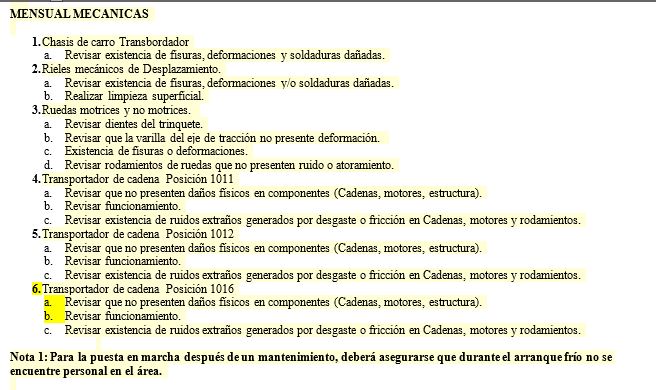 MENSUAL MECANICAS
1. Chasis de carro Transbordador
a. Revisar existencia de fisuras, deformaciones y soldaduras dañadas.
2. Rieles mecánicos de Desplazamiento.
a. Revisar existencia de fisuras, deformaciones y/o soldaduras dañadas.
b. Realizar limpieza superficial.
3. Ruedas motrices y no motrices.
a. Revisar dientes del trinquete.
b. Revisar que la varilla del eje de tracción no presente deformación.
c. Existencia de fisuras o deformaciones.
d. Revisar rodamientos de ruedas que no presenten ruido o atoramiento.
4. Transportador de cadena Posición 1011
a. Revisar que no presenten daños físicos en componentes (Cadenas, motores, estructura).
b. Revisar funcionamiento.
c. Revisar existencia de ruidos extraños generados por desgaste o fricción en Cadenas, motores y rodamientos.
5. Transportador de cadena Posición 1012
a. Revisar que no presenten daños físicos en componentes (Cadenas, motores, estructura).
b. Revisar funcionamiento.
c. Revisar existencia de ruidos extraños generados por desgaste o fricción en Cadenas, motores y rodamientos.
6. Transportador de cadena Posición 1016
a. Revisar que no presenten daños físicos en componentes (Cadenas, motores, estructura).
b. Revisar funcionamiento.
c. Revisar existencia de ruidos extraños generados por desgaste o fricción en Cadenas, motores y rodamientos.
Nota 1: Para la puesta en marcha después de un mantenimiento, deberá asegurarse que durante el arranque frío no se
encuentre personal en el área.